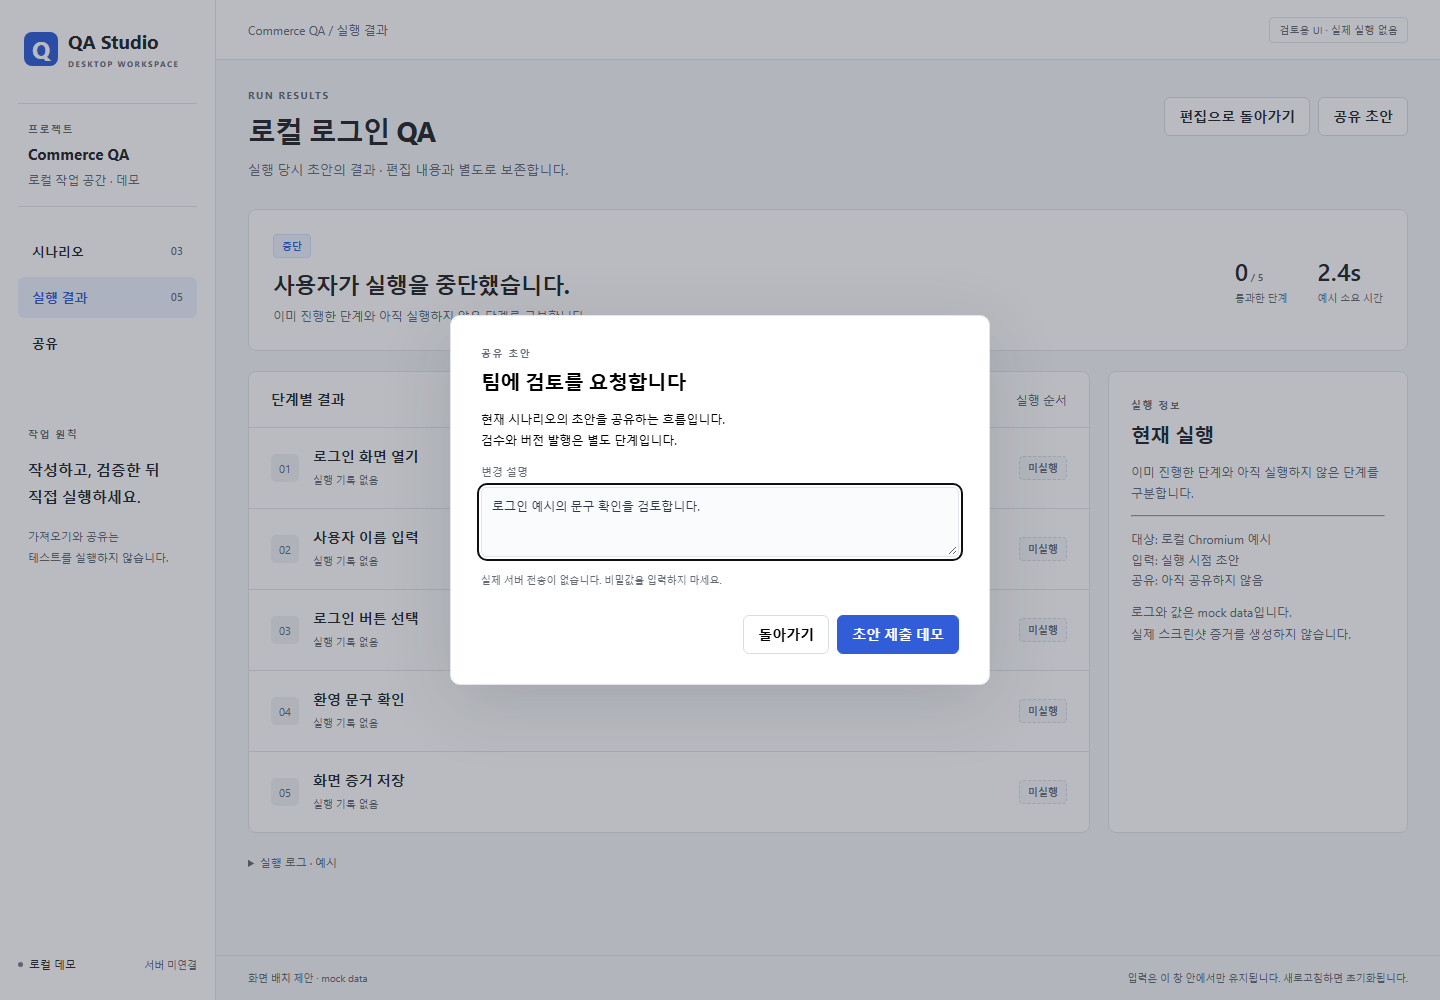 Q QA Studio
DESKTOP WORKSPACE
프로젝트
Commerce QA
로컬 작업 공간 · 데모
시나리오 03
실행 결과 05
공유
작업 원칙
작성하고, 검증한 뒤
직접 실행하세요.
가져오기와 공유는
테스트를 실행하지 않습니다.
로컬 데모 서버 미연결
Commerce QA / 실행 결과
검토용 UI · 실제 실행 없음
RUN RESULTS
로컬 로그인 QA
실행 당시 초안의 결과 · 편집 내용과 별도로 보존합니다.
편집으로 돌아가기 공유 초안
중단
사용자가 실행을 중단했습니다.
이미 진행한 단계와 아직 실행하지 않은 단계를 구분합니다.
0 / 5
통과한 단계
2.4s
예시 소요 시간
단계별 결과 실행 순서
01 로그인 화면 열기
실행 기록 없음
미실행
02 사용자 이름 입력
실행 기록 없음
미실행
03 로그인 버튼 선택
실행 기록 없음
미실행
04 환영 문구 확인
실행 기록 없음
미실행
05 화면 증거 저장
실행 기록 없음
미실행
실행 로그 · 예시
실행 정보
현재 실행
이미 진행한 단계와 아직 실행하지 않은 단계를
구분합니다.
대상: 로컬 Chromium 예시
입력: 실행 시점 초안
공유: 아직 공유하지 않음
로그와 값은 mock data입니다.
실제 스크린샷 증거를 생성하지 않습니다.
공유 초안
팀에 검토를 요청합니다
현재 시나리오의 초안을 공유하는 흐름입니다.
검수와 버전 발행은 별도 단계입니다.
변경 설명
로그인 예시의 문구 확인을 검토합니다.
실제 서버 전송이 없습니다. 비밀값을 입력하지 마세요.
돌아가기 초안 제출 데모
화면 배치 제안 · mock data
입력은 이 창 안에서만 유지됩니다. 새로고침하면 초기화됩니다.